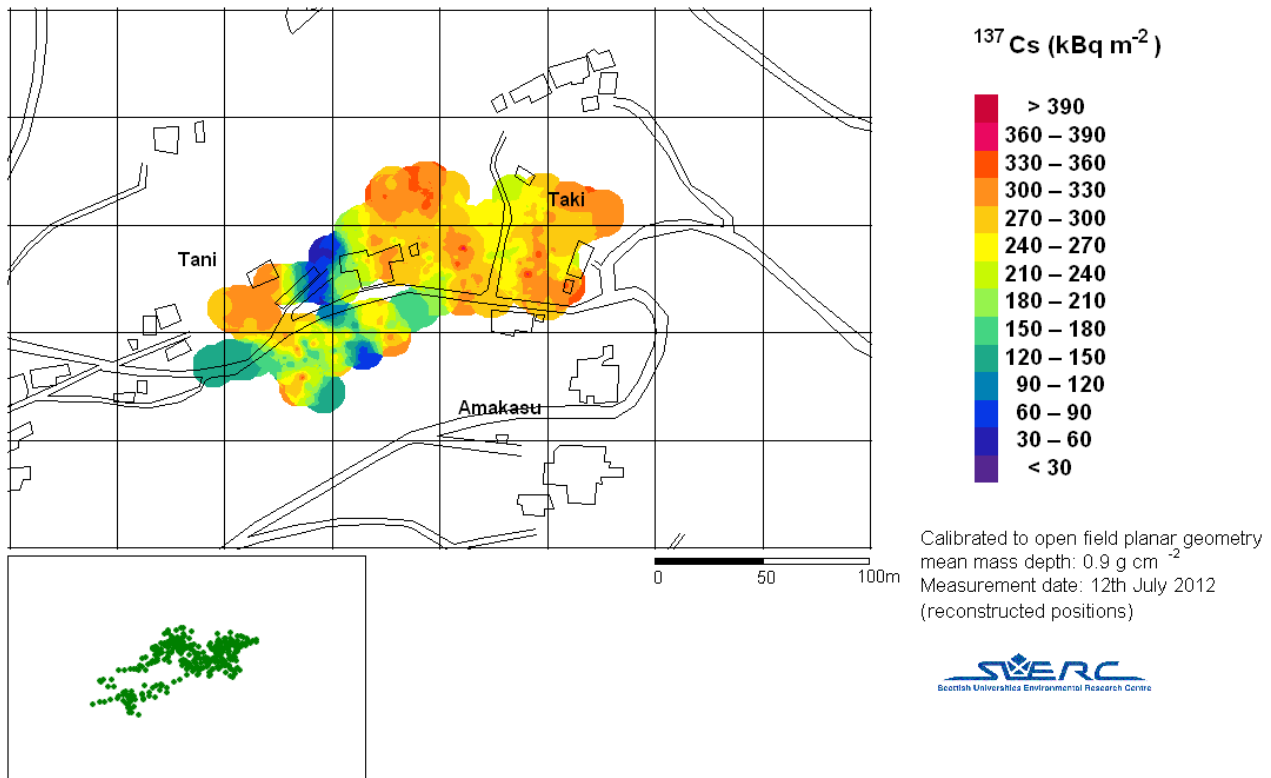 ¹³⁷Cs (kBq m⁻²)
> 390
360 – 390
330 – 360
300 – 330
270 – 300
240 – 270
210 – 240
180 – 210
150 – 180
120 – 150
90 – 120
60 – 90
30 – 60
< 30
Taki
Tani
Amakasu
0 50 100m
Calibrated to open field planar geometry
mean mass depth: 0.9 g cm⁻²
Measurement date: 12th July 2012
(reconstructed positions)
SUERC
Scottish Universities Environmental Research Centre